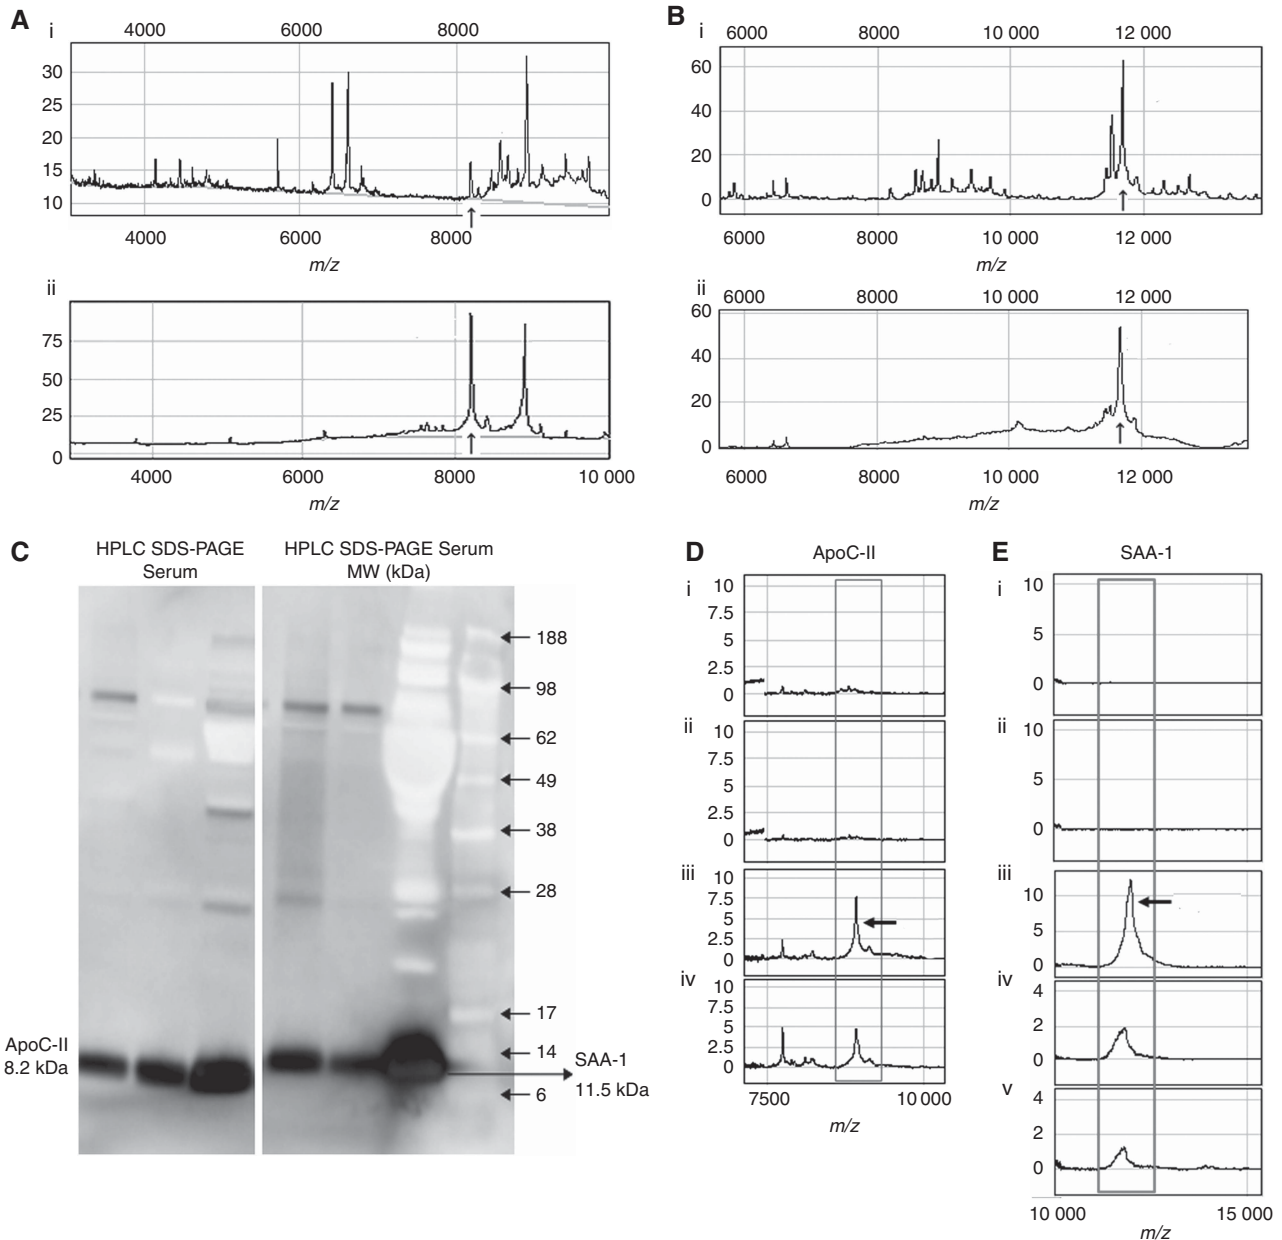 A
i
4000 6000 8000
30
25
20
15
10
4000 6000 8000
m/z
ii
75
50
25
0
4000 6000 8000 10 000
m/z
B
i
6000 8000 10 000 12 000
60
40
20
0
6000 8000 10 000 12 000
m/z
ii
6000 8000 10 000 12 000
60
40
20
0
6000 8000 10 000 12 000
m/z
C
HPLC SDS-PAGE
Serum
HPLC SDS-PAGE Serum
MW (kDa)
188
98
62
49
38
28
17
14
6
ApoC-II
8.2 kDa
SAA-1
11.5 kDa
D
ApoC-II
i
10
7.5
5
2.5
0
ii
10
7.5
5
2.5
0
iii
10
7.5
5
2.5
0
iv
10
7.5
5
2.5
0
7500 10 000
m/z
E
SAA-1
i
10
5
0
ii
10
5
0
iii
10
5
0
iv
4
2
0
v
4
2
0
10 000 15 000
m/z